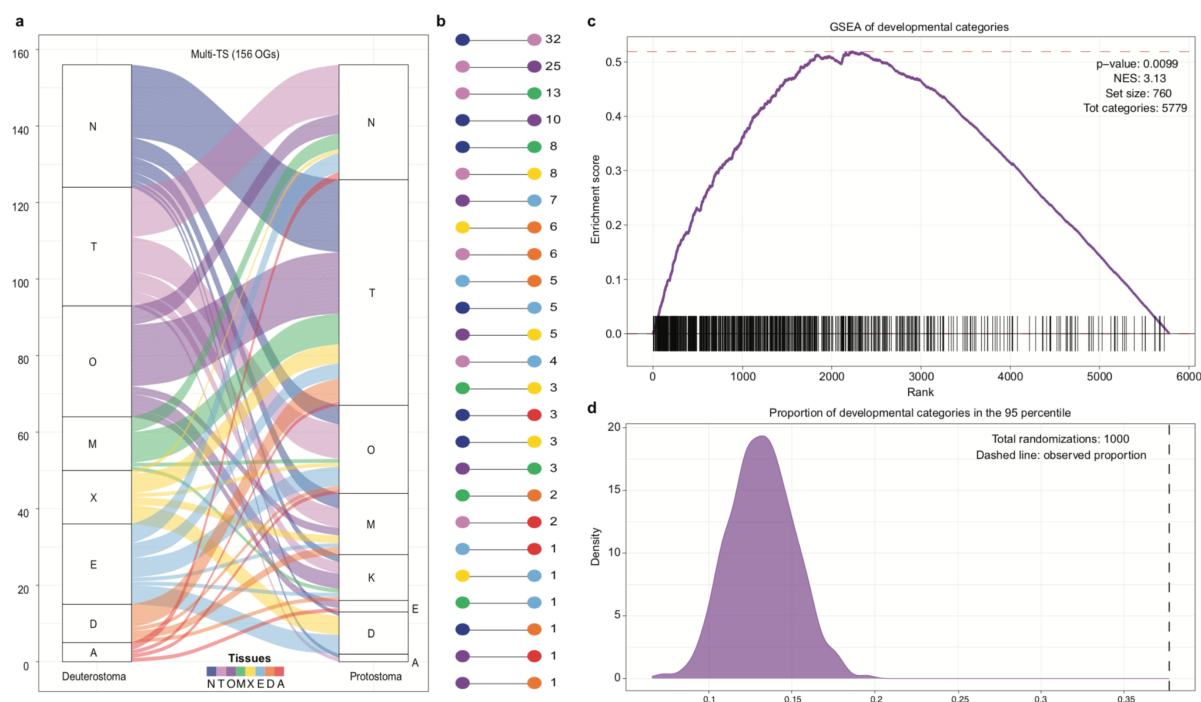 a
Multi-TS (156 OGs)
160
140
120
100
80
60
40
20
0
N
T
O
M
X
E
D
A
N
T
O
M
K
E
D
A
Deuterostoma
Tissues
Protostoma
N T O M X E D A
b
32
25
13
10
8
8
7
6
6
5
5
5
4
3
3
3
3
2
2
1
1
1
1
1
1
c
GSEA of developmental categories
p-value: 0.0099
NES: 3.13
Set size: 760
Tot categories: 5779
Enrichment score
0.5
0.4
0.3
0.2
0.1
0.0
0 1000 2000 3000 4000 5000 6000
Rank
d
Proportion of developmental categories in the 95 percentile
Total randomizations: 1000
Dashed line: observed proportion
Density
20
15
10
5
0
0.1 0.15 0.2 0.25 0.3 0.35